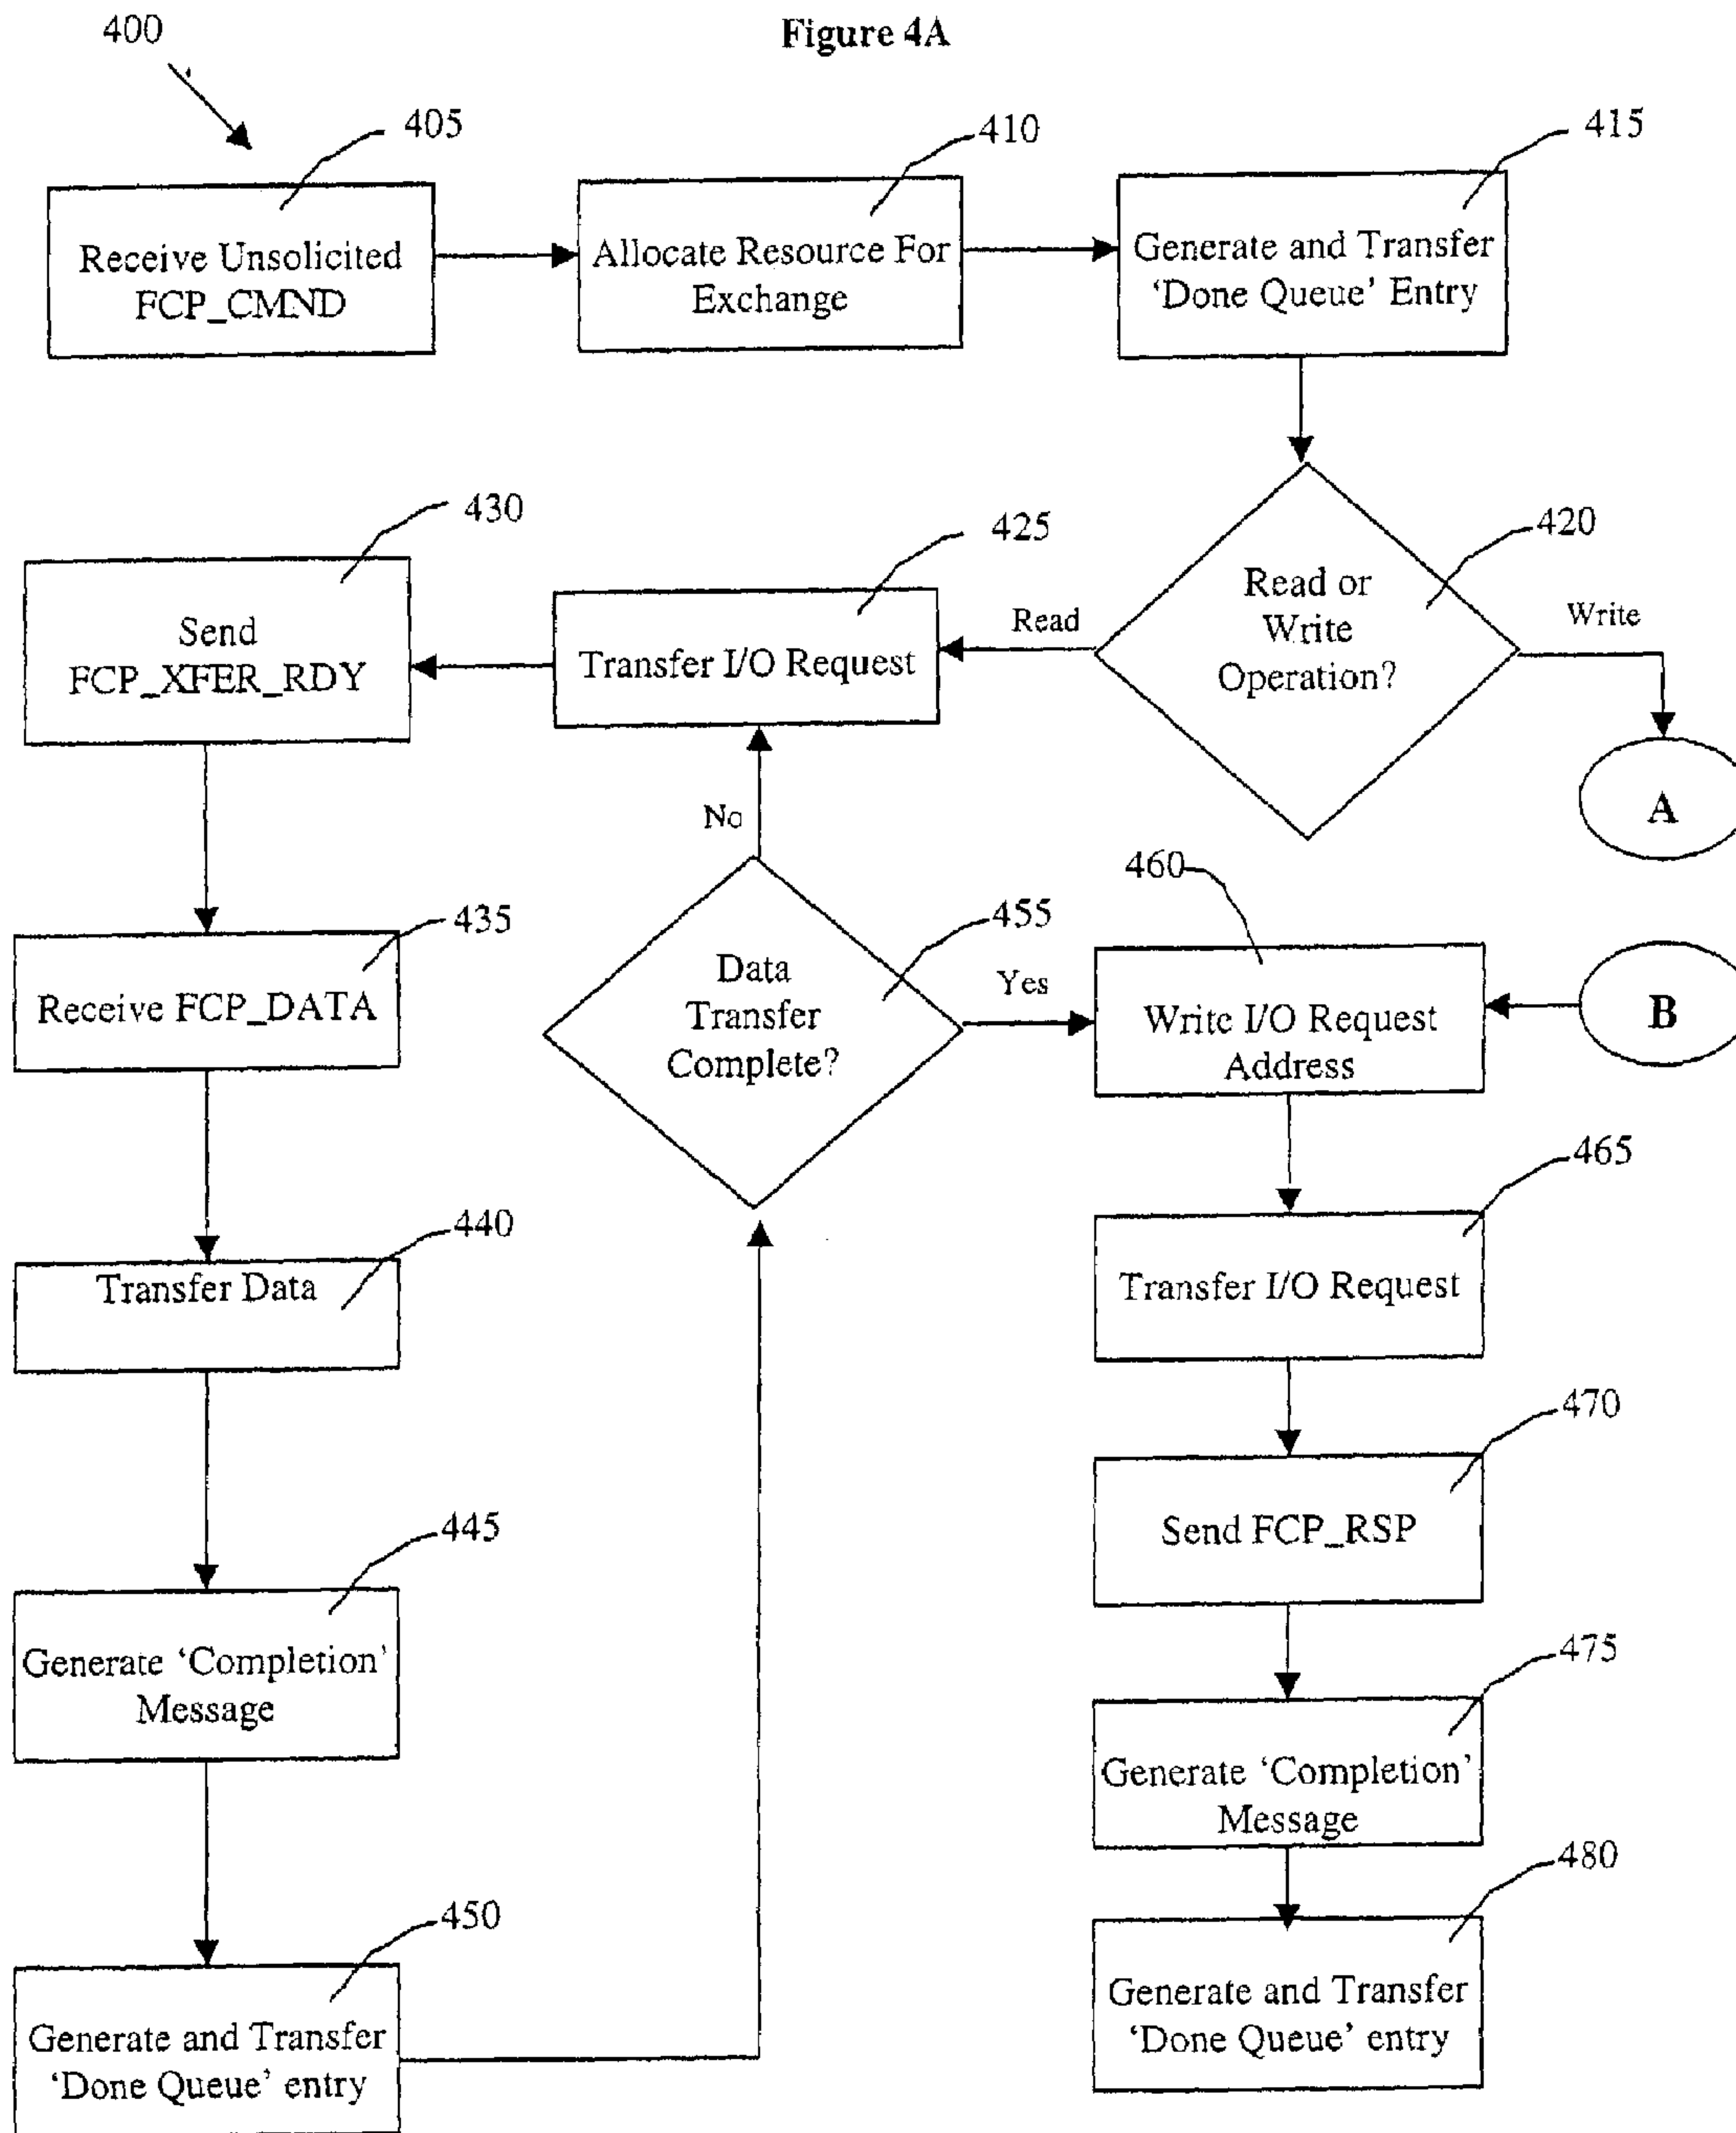 Figure 4A
400
405
Receive Unsolicited
FCP_CMND
410
Allocate Resource For
Exchange
415
Generate and Transfer
‘Done Queue’ Entry
420
Read or
Write
Operation?
Read
Write
A
425
Transfer I/O Request
430
Send
FCP_XFER_RDY
435
Receive FCP_DATA
440
Transfer Data
445
Generate ‘Completion’
Message
450
Generate and Transfer
‘Done Queue’ entry
455
Data
Transfer
Complete?
No
Yes
460
Write I/O Request
Address
B
465
Transfer I/O Request
470
Send FCP_RSP
475
Generate ‘Completion’
Message
480
Generate and Transfer
‘Done Queue’ entry